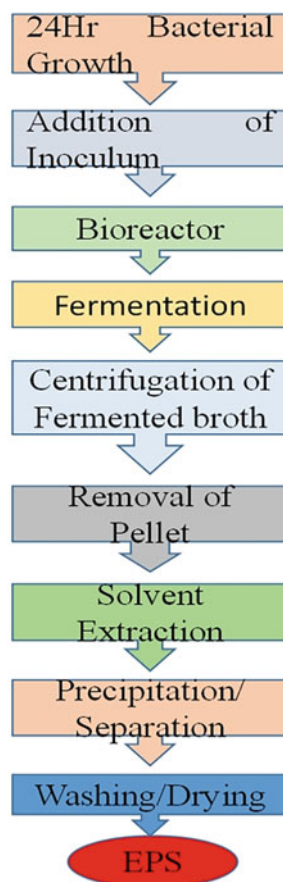 24Hr Bacterial
Growth
Addition of
Inoculum
Bioreactor
Fermentation
Centrifugation of
Fermented broth
Removal of
Pellet
Solvent
Extraction
Precipitation/
Separation
Washing/Drying
EPS